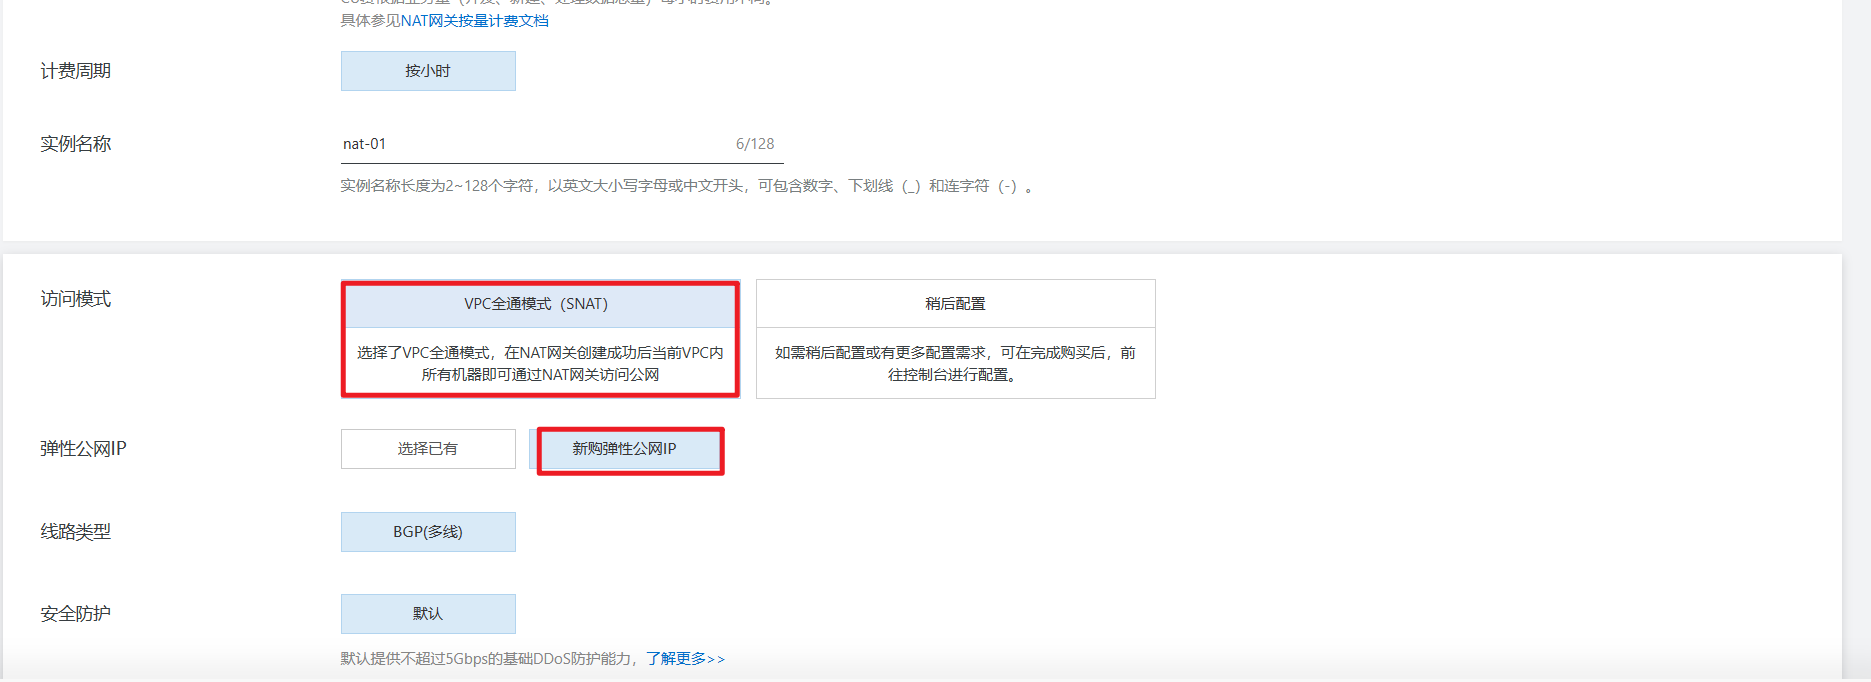 具体参见NAT网关按量计费文档
计费周期
按小时
实例名称
nat-01
6/128
实例名称长度为2~128个字符，以英文大小写字母或中文开头，可包含数字、下划线（_）和连字符（-）。
访问模式
VPC全通模式（SNAT）
选择了VPC全通模式，在NAT网关创建成功后当前VPC内
所有机器即可通过NAT网关访问公网
稍后配置
如需稍后配置或有更多配置需求，可在完成购买后，前
往控制台进行配置。
弹性公网IP
选择已有
新购弹性公网IP
线路类型
BGP(多线)
安全防护
默认
默认提供不超过5Gbps的基础DDoS防护能力，了解更多>>